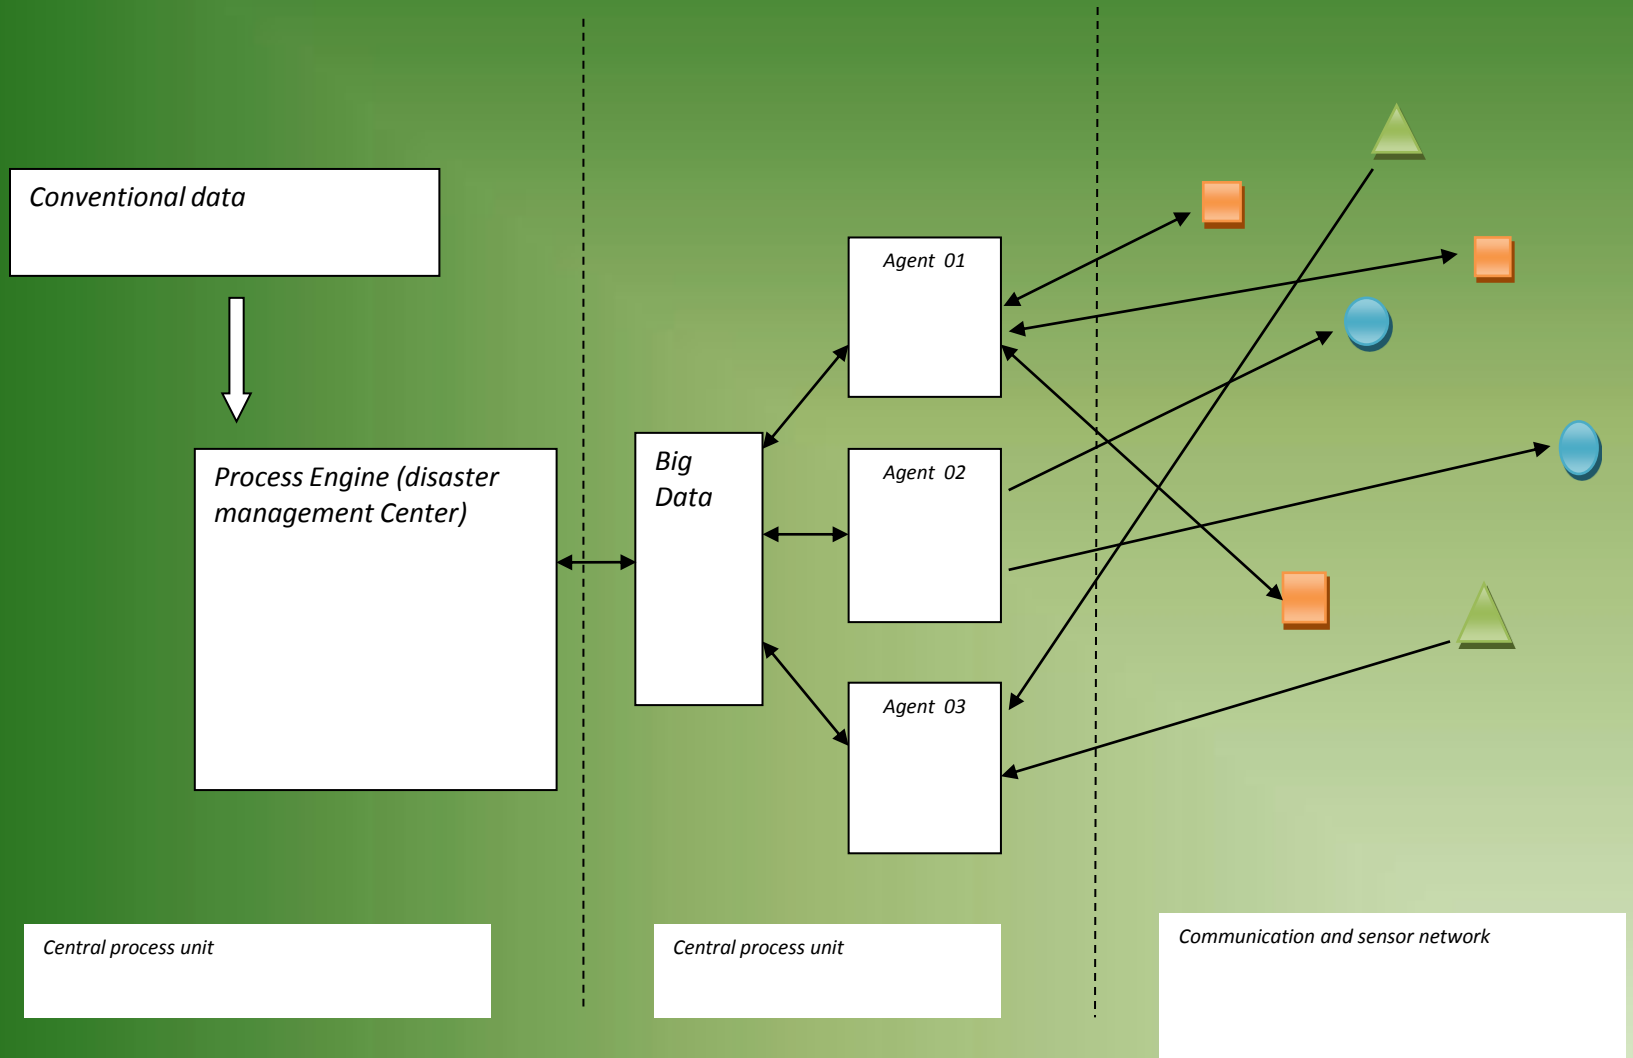 Conventional data
Process Engine (disaster
management Center)
Big
Data
Agent 01
Agent 02
Agent 03
Central process unit
Central process unit
Communication and sensor network